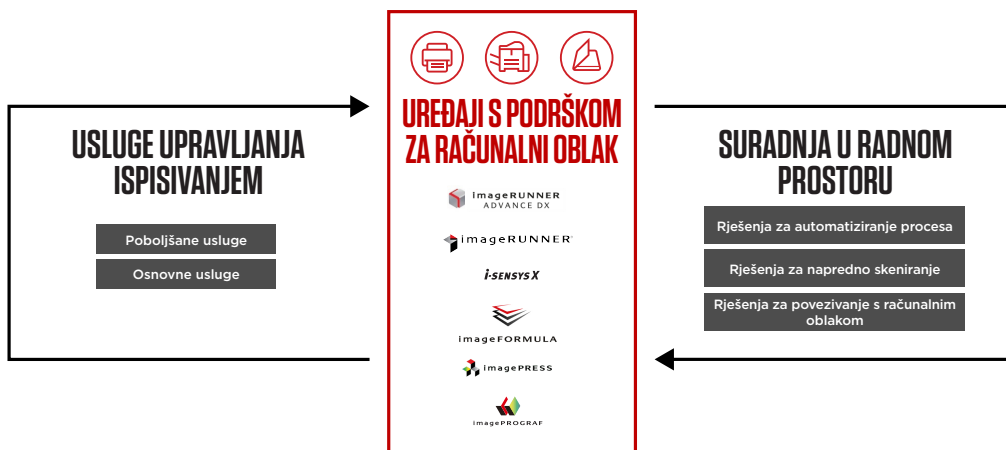 USLUGE UPRAVLJANJA
ISPISIVANJEM
Poboljšane usluge
Osnovne usluge
UREĐAJI S PODRŠKOM
ZA RAČUNALNI OBLAK
imageRUNNER
ADVANCE DX
imageRUNNER
i-SENSYS X
imageFORMULA
imagePRESS
imagePROGRAF
SURADNJA U RADNOM
PROSTORU
Rješenja za automatiziranje procesa
Rješenja za napredno skeniranje
Rješenja za povezivanje s računalnim
oblakom